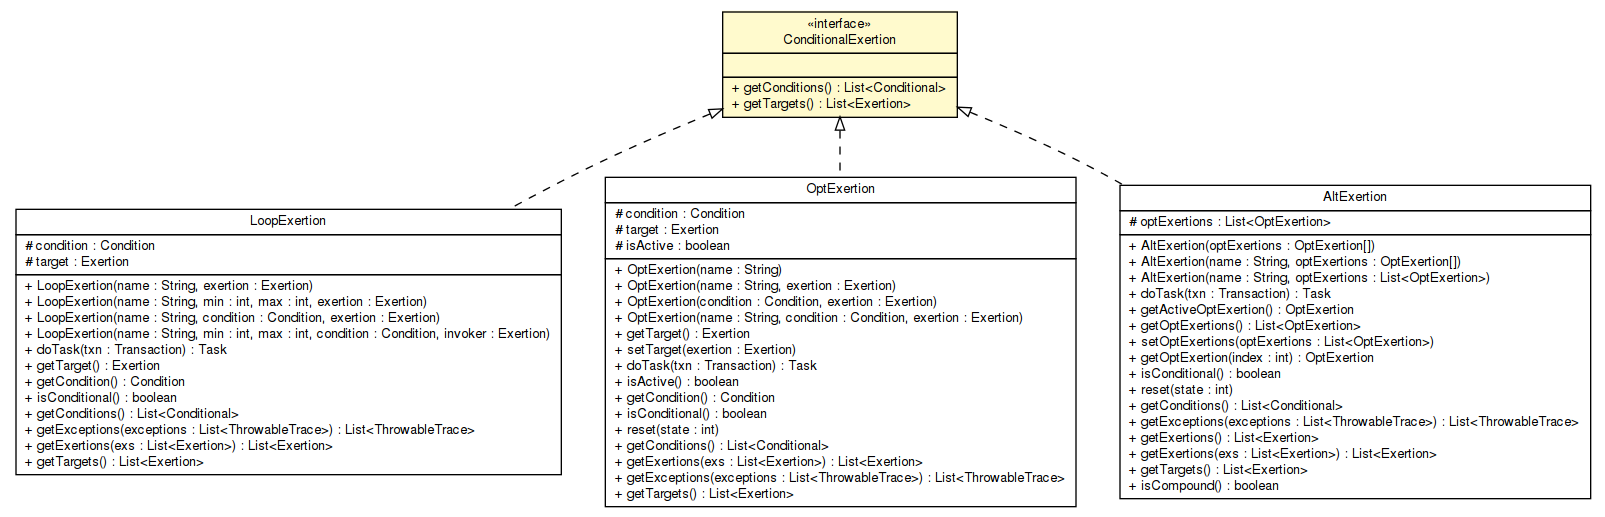 «interface»
ConditionalExertion
+ getConditions() : List<Conditional>
+ getTargets() : List<Exertion>
LoopExertion
# condition : Condition
# target : Exertion
+ LoopExertion(name : String, exertion : Exertion)
+ LoopExertion(name : String, min : int, max : int, exertion : Exertion)
+ LoopExertion(name : String, condition : Condition, exertion : Exertion)
+ LoopExertion(name : String, min : int, max : int, condition : Condition, invoker : Exertion)
+ doTask(txn : Transaction) : Task
+ getTarget() : Exertion
+ getCondition() : Condition
+ isConditional() : boolean
+ getConditions() : List<Conditional>
+ getExceptions(exceptions : List<ThrowableTrace>) : List<ThrowableTrace>
+ getExertions(exs : List<Exertion>) : List<Exertion>
+ getTargets() : List<Exertion>
OptExertion
# condition : Condition
# target : Exertion
# isActive : boolean
+ OptExertion(name : String)
+ OptExertion(name : String, exertion : Exertion)
+ OptExertion(condition : Condition, exertion : Exertion)
+ OptExertion(name : String, condition : Condition, exertion : Exertion)
+ getTarget() : Exertion
+ setTarget(exertion : Exertion)
+ doTask(txn : Transaction) : Task
+ isActive() : boolean
+ getCondition() : Condition
+ isConditional() : boolean
+ reset(state : int)
+ getConditions() : List<Conditional>
+ getExertions(exs : List<Exertion>) : List<Exertion>
+ getExceptions(exceptions : List<ThrowableTrace>) : List<ThrowableTrace>
+ getTargets() : List<Exertion>
AltExertion
# optExertions : List<OptExertion>
+ AltExertion(optExertions : OptExertion[])
+ AltExertion(name : String, optExertions : OptExertion[])
+ AltExertion(name : String, optExertions : List<OptExertion>)
+ doTask(txn : Transaction) : Task
+ getActiveOptExertion() : OptExertion
+ getOptExertions() : List<OptExertion>
+ setOptExertions(optExertions : List<OptExertion>)
+ getOptExertion(index : int) : OptExertion
+ isConditional() : boolean
+ reset(state : int)
+ getConditions() : List<Conditional>
+ getExceptions(exceptions : List<ThrowableTrace>) : List<ThrowableTrace>
+ getExertions() : List<Exertion>
+ getExertions(exs : List<Exertion>) : List<Exertion>
+ getTargets() : List<Exertion>
+ isCompound() : boolean